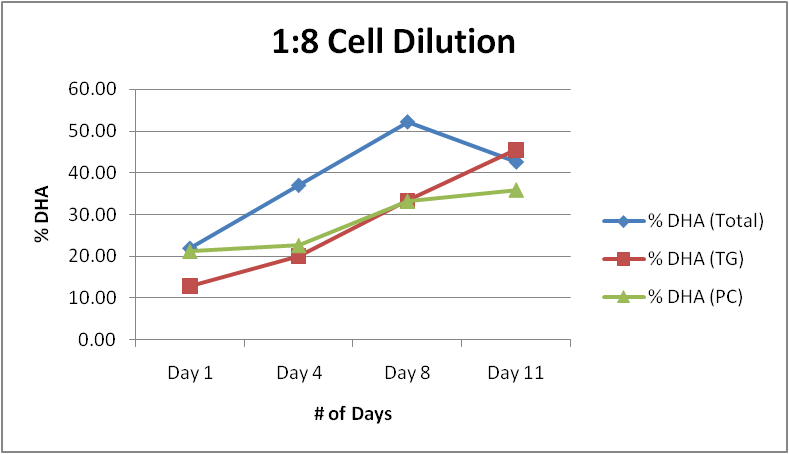 1:8 Cell Dilution
60.00
50.00
40.00
30.00
20.00
10.00
0.00
% DHA
Day 1 Day 4 Day 8 Day 11
# of Days
% DHA (Total)
% DHA (TG)
% DHA (PC)